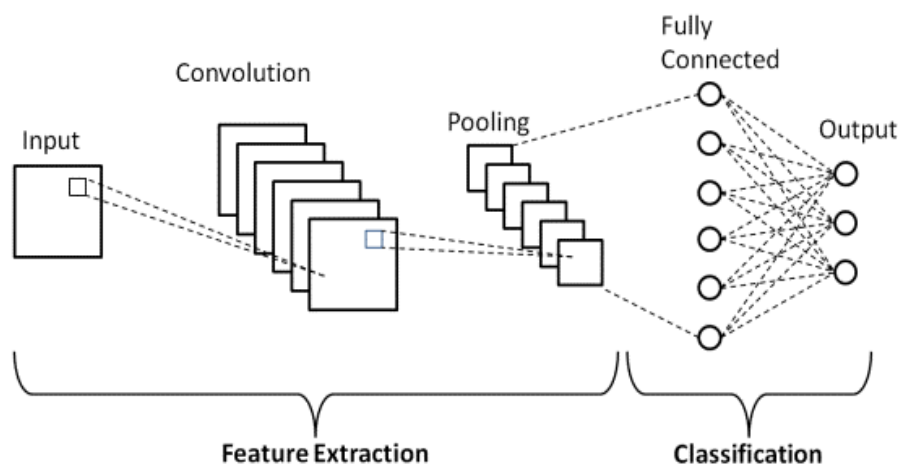 Input
Convolution
Pooling
Fully
Connected
Output
Feature Extraction
Classification